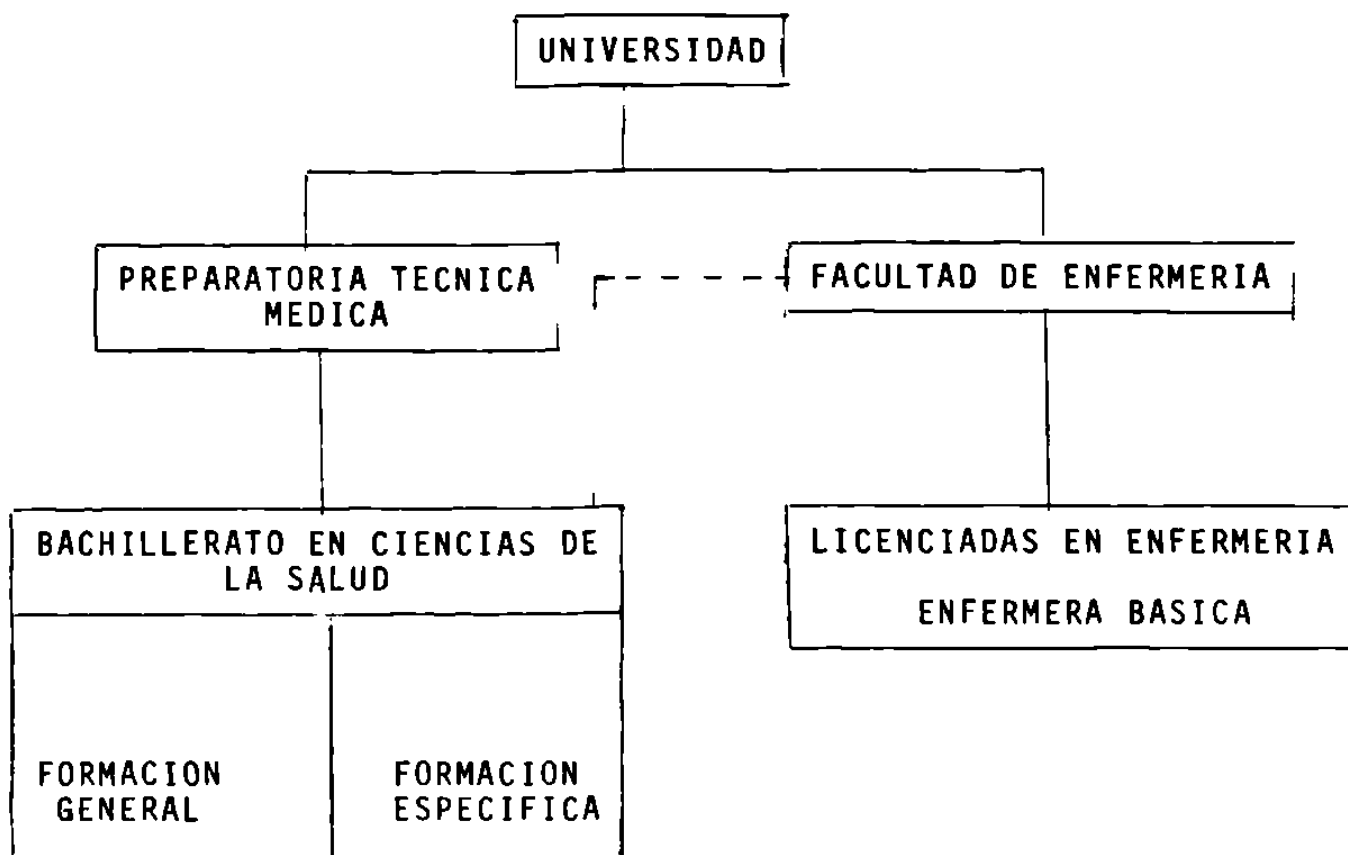 UNIVERSIDAD
PREPARATORIA TECNICA
MEDICA
FACULTAD DE ENFERMERIA
BACHILLERATO EN CIENCIAS DE
LA SALUD
LICENCIADAS EN ENFERMERIA
ENFERMERA BASICA
FORMACION
GENERAL
FORMACION
ESPECIFICA